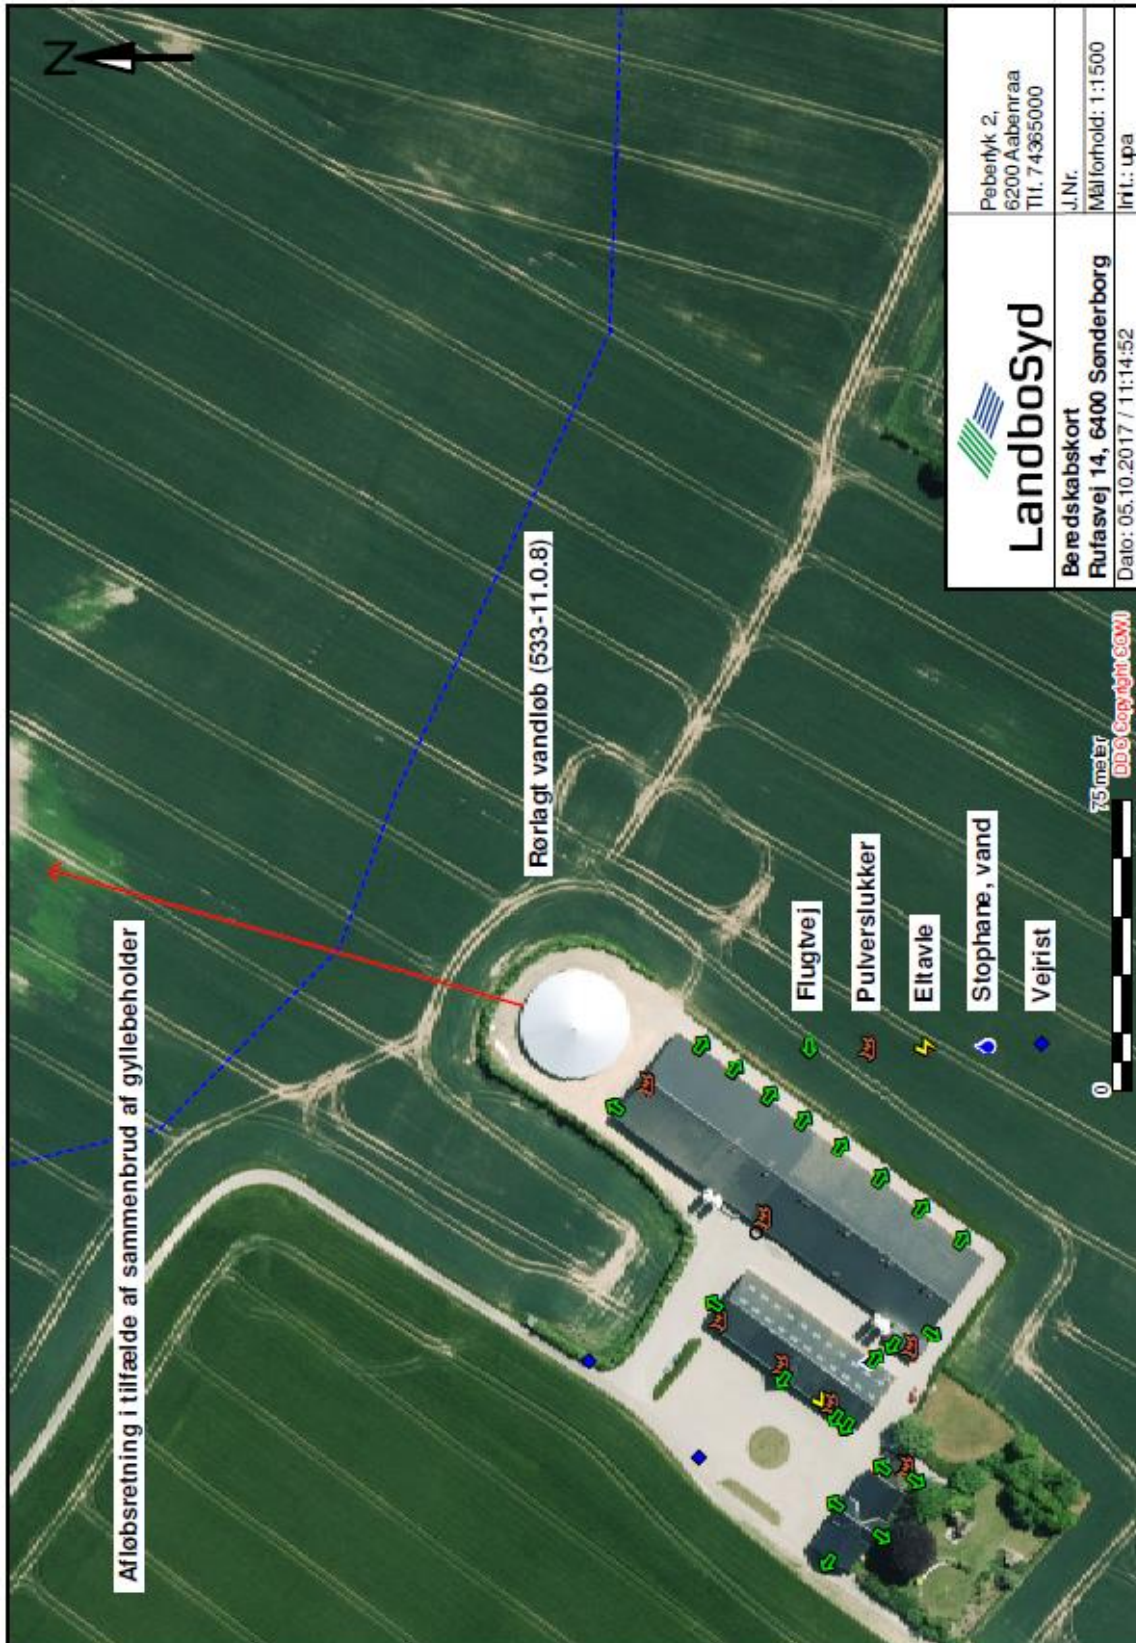 N
Afløbsretning i tilfælde af sammenbrud af gyllebeholder
Rørlagt vandløb (533-11.0.8)
Flugtvej
Pulverslukker
Eltavle
Stophane, vand
Vejrist
0
75 meter
DDO Copyright COWI
LandboSyd
Peberlyk 2,
6200 Aabenraa
Tlf. 74365000
Beredskabskort
Rufasvej 14, 6400 Sønderborg
Dato: 05.10.2017 / 11:14:52
J.Nr.
Målforhold: 1:1500
Init.: upa